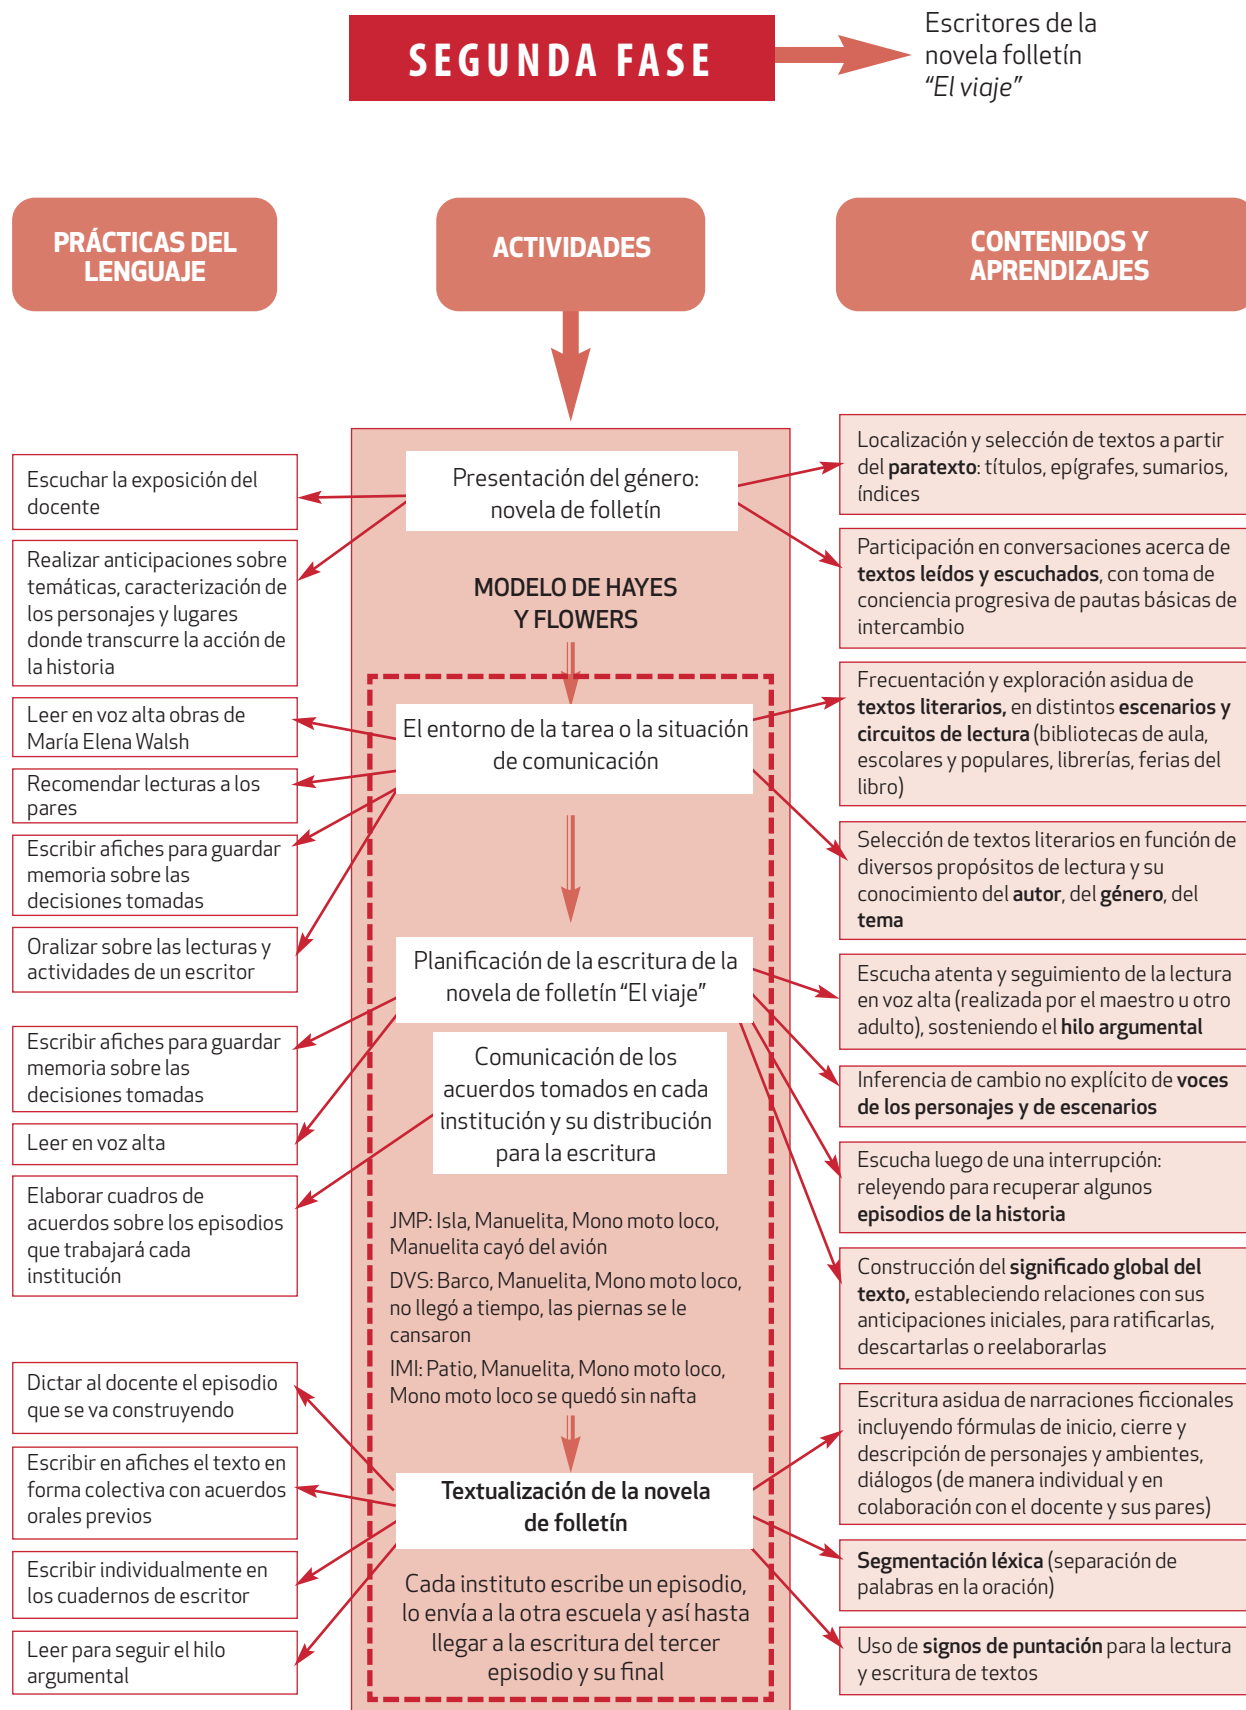 SEGUNDA FASE
Escritores de la
novela folletín
“El viaje”
PRÁCTICAS DEL
LENGUAJE
ACTIVIDADES
CONTENIDOS Y
APRENDIZAJES
Escuchar la exposición del
docente
Realizar anticipaciones sobre
temáticas, caracterización de
los personajes y lugares
donde transcurre la acción de
la historia
Leer en voz alta obras de
María Elena Walsh
Recomendar lecturas a los
pares
Escribir afiches para guardar
memoria sobre las
decisiones tomadas
Oralizar sobre las lecturas y
actividades de un escritor
Escribir afiches para guardar
memoria sobre las
decisiones tomadas
Leer en voz alta
Elaborar cuadros de
acuerdos sobre los episodios
que trabajará cada
institución
Dictar al docente el episodio
que se va construyendo
Escribir en afiches el texto en
forma colectiva con acuerdos
orales previos
Escribir individualmente en
los cuadernos de escritor
Leer para seguir el hilo
argumental
Presentación del género:
novela de folletín
MODELO DE HAYES
Y FLOWERS
El entorno de la tarea o la situación
de comunicación
Planificación de la escritura de la
novela de folletín “El viaje”
Comunicación de los
acuerdos tomados en cada
institución y su distribución
para la escritura
JMP: Isla, Manuelita, Mono moto loco,
Manuelita cayó del avión
DVS: Barco, Manuelita, Mono moto loco,
no llegó a tiempo, las piernas se le
cansaron
IMI: Patio, Manuelita, Mono moto loco,
Mono moto loco se quedó sin nafta
Textualización de la novela
de folletín
Cada instituto escribe un episodio,
lo envía a la otra escuela y así hasta
llegar a la escritura del tercer
episodio y su final
Localización y selección de textos a partir
del paratexto: títulos, epígrafes, sumarios,
índices
Participación en conversaciones acerca de
textos leídos y escuchados, con toma de
conciencia progresiva de pautas básicas de
intercambio
Frecuentación y exploración asidua de
textos literarios, en distintos escenarios y
circuitos de lectura (bibliotecas de aula,
escolares y populares, librerías, ferias del
libro)
Selección de textos literarios en función de
diversos propósitos de lectura y su
conocimiento del autor, del género, del
tema
Escucha atenta y seguimiento de la lectura
en voz alta (realizada por el maestro u otro
adulto), sosteniendo el hilo argumental
Inferencia de cambio no explícito de voces
de los personajes y de escenarios
Escucha luego de una interrupción:
releyendo para recuperar algunos
episodios de la historia
Construcción del significado global del
texto, estableciendo relaciones con sus
anticipaciones iniciales, para ratificarlas,
descartarlas o reelaborarlas
Escritura asidua de narraciones ficcionales
incluyendo fórmulas de inicio, cierre y
descripción de personajes y ambientes,
diálogos (de manera individual y en
colaboración con el docente y sus pares)
Segmentación léxica (separación de
palabras en la oración)
Uso de signos de puntación para la lectura
y escritura de textos